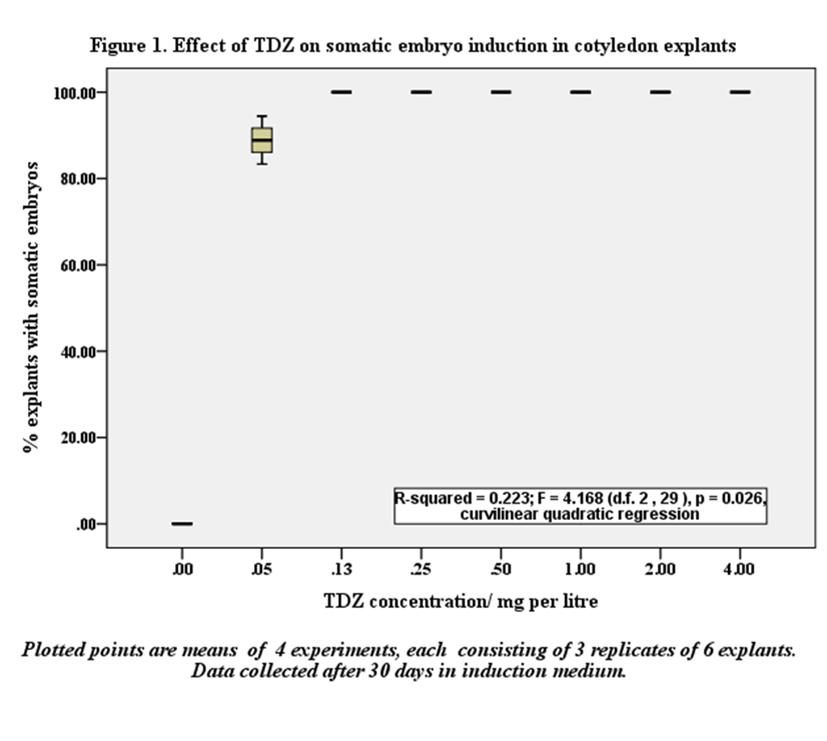 Figure 1. Effect of TDZ on somatic embryo induction in cotyledon explants
% explants with somatic embryos
100.00
80.00
60.00
40.00
20.00
.00
R-squared = 0.223; F = 4.168 (d.f. 2 , 29 ), p = 0.026,
curvilinear quadratic regression
.00 .05 .13 .25 .50 1.00 2.00 4.00
TDZ concentration/ mg per litre
Plotted points are means of 4 experiments, each consisting of 3 replicates of 6 explants.
Data collected after 30 days in induction medium.